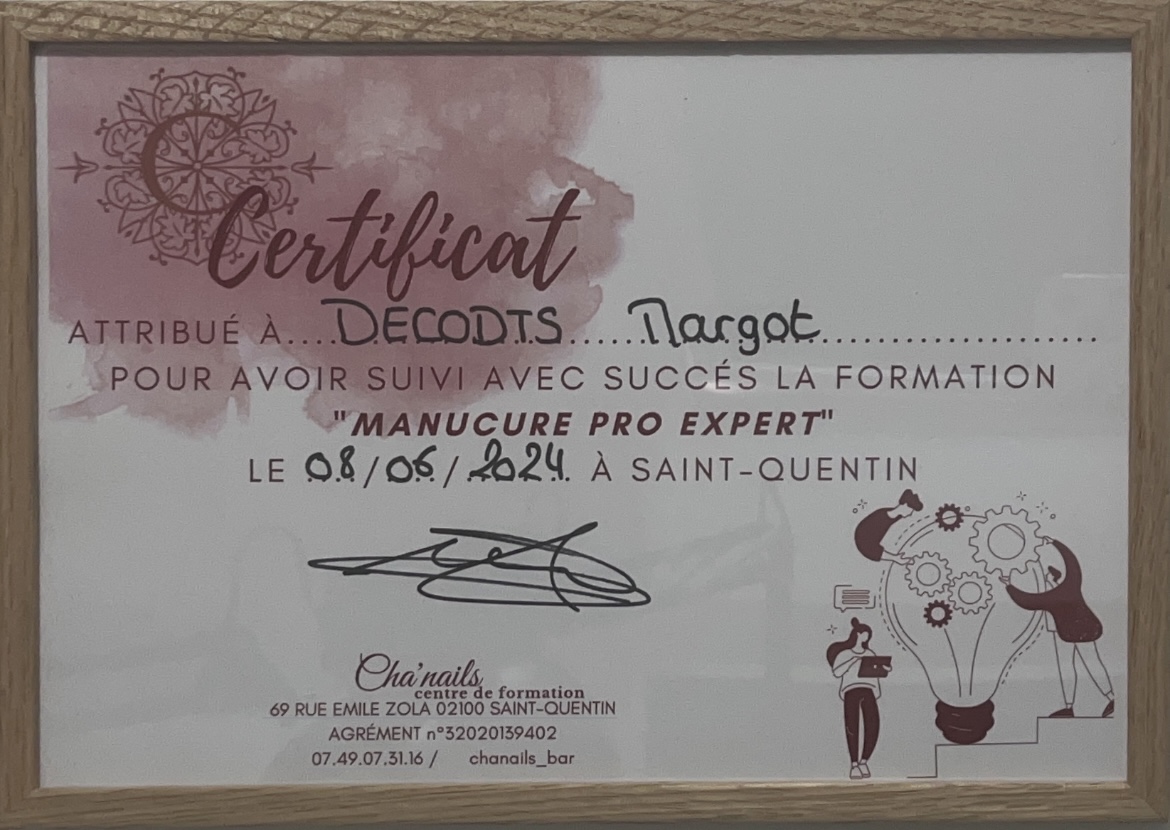 C
Certificat
ATTRIBUÉ À....DECODTS......Margot........................
POUR AVOIR SUIVI AVEC SUCCÉS LA FORMATION
"MANUCURE PRO EXPERT"
LE 08/06/2024 À SAINT-QUENTIN
Cha'nails
centre de formation
69 RUE EMILE ZOLA 02100 SAINT-QUENTIN
AGRÉMENT n°32020139402
07.49.07.31.16 / chanails_bar